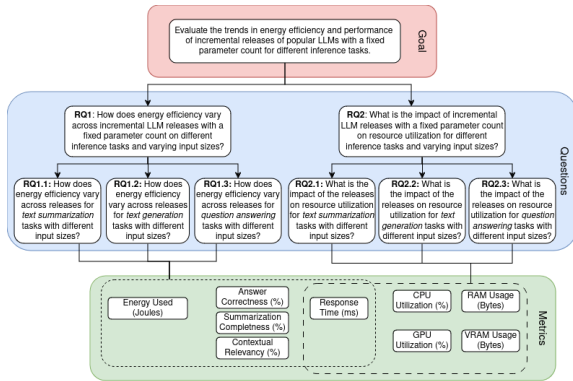 Goal
Evaluate the trends in energy efficiency and performance
of incremental releases of popular LLMs with a fixed
parameter count for different inference tasks.
Questions
RQ1: How does energy efficiency vary
across incremental LLM releases with a
fixed parameter count on different
inference tasks and varying input sizes?
RQ2: What is the impact of incremental
LLM releases with a fixed parameter count
on resource utilization for different
inference tasks and varying input sizes?
RQ1.1: How does
energy efficiency vary
across releases for
text summarization
tasks with different
input sizes?
RQ1.2: How does
energy efficiency vary
across releases
for text generation
tasks with different
input sizes?
RQ1.3: How does
energy efficiency vary
across releases for
question answering
tasks with different
input sizes?
RQ2.1: What is the
impact of the releases
on resource utilization
for text summarization
tasks with different
input sizes?
RQ2.2: What is
the impact of the
releases on resource
utilization for text
generation tasks with
different input sizes?
RQ2.3: What is
the impact of the
releases on resource
utilization for question
answering tasks with
different input sizes?
Metrics
Energy Used
(Joules)
Answer
Correctness (%)
Summarization
Completness (%)
Contextual
Relevancy (%)
Response
Time (ms)
CPU
Utilization (%)
RAM Usage
(Bytes)
GPU
Utilization (%)
VRAM Usage
(Bytes)